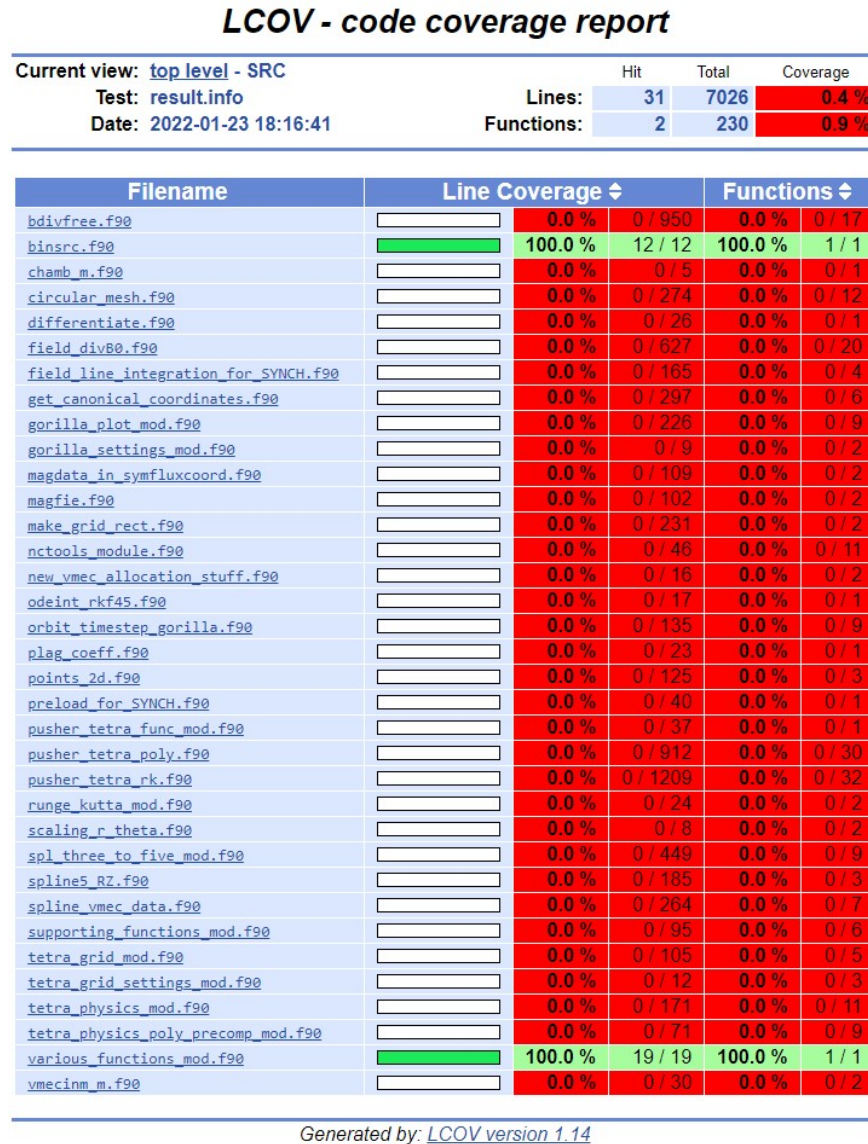 LCOV - code coverage report
Current view: top level - SRC Hit Total Coverage
Test: result.info Lines: 31 7026 0.4 %
Date: 2022-01-23 18:16:41 Functions: 2 230 0.9 %
Filename Line Coverage Functions
bdivfree.f90 0.0 % 0 / 950 0.0 % 0 / 17
binsrc.f90 100.0 % 12 / 12 100.0 % 1 / 1
chamb_m.f90 0.0 % 0 / 5 0.0 % 0 / 1
circular_mesh.f90 0.0 % 0 / 274 0.0 % 0 / 12
differentiate.f90 0.0 % 0 / 26 0.0 % 0 / 1
field_divB0.f90 0.0 % 0 / 627 0.0 % 0 / 20
field_line_integration_for_SYNCH.f90 0.0 % 0 / 165 0.0 % 0 / 4
get_canonical_coordinates.f90 0.0 % 0 / 297 0.0 % 0 / 6
gorilla_plot_mod.f90 0.0 % 0 / 226 0.0 % 0 / 9
gorilla_settings_mod.f90 0.0 % 0 / 9 0.0 % 0 / 2
magdata_in_symfluxcoord.f90 0.0 % 0 / 109 0.0 % 0 / 2
magfie.f90 0.0 % 0 / 102 0.0 % 0 / 2
make_grid_rect.f90 0.0 % 0 / 231 0.0 % 0 / 2
nctools_module.f90 0.0 % 0 / 46 0.0 % 0 / 11
new_vmec_allocation_stuff.f90 0.0 % 0 / 16 0.0 % 0 / 2
odeint_rkf45.f90 0.0 % 0 / 17 0.0 % 0 / 1
orbit_timestep_gorilla.f90 0.0 % 0 / 135 0.0 % 0 / 9
plag_coeff.f90 0.0 % 0 / 23 0.0 % 0 / 1
points_2d.f90 0.0 % 0 / 125 0.0 % 0 / 3
preload_for_SYNCH.f90 0.0 % 0 / 40 0.0 % 0 / 1
pusher_tetra_func_mod.f90 0.0 % 0 / 37 0.0 % 0 / 1
pusher_tetra_poly.f90 0.0 % 0 / 912 0.0 % 0 / 30
pusher_tetra_rk.f90 0.0 % 0 / 1209 0.0 % 0 / 32
runge_kutta_mod.f90 0.0 % 0 / 24 0.0 % 0 / 2
scaling_r_theta.f90 0.0 % 0 / 8 0.0 % 0 / 2
spl_three_to_five_mod.f90 0.0 % 0 / 449 0.0 % 0 / 9
spline5_RZ.f90 0.0 % 0 / 185 0.0 % 0 / 3
spline_vmec_data.f90 0.0 % 0 / 264 0.0 % 0 / 7
supporting_functions_mod.f90 0.0 % 0 / 95 0.0 % 0 / 6
tetra_grid_mod.f90 0.0 % 0 / 105 0.0 % 0 / 5
tetra_grid_settings_mod.f90 0.0 % 0 / 12 0.0 % 0 / 3
tetra_physics_mod.f90 0.0 % 0 / 171 0.0 % 0 / 11
tetra_physics_poly_precomp_mod.f90 0.0 % 0 / 71 0.0 % 0 / 9
various_functions_mod.f90 100.0 % 19 / 19 100.0 % 1 / 1
vmecinm_m.f90 0.0 % 0 / 30 0.0 % 0 / 2
Generated by: LCOV version 1.14